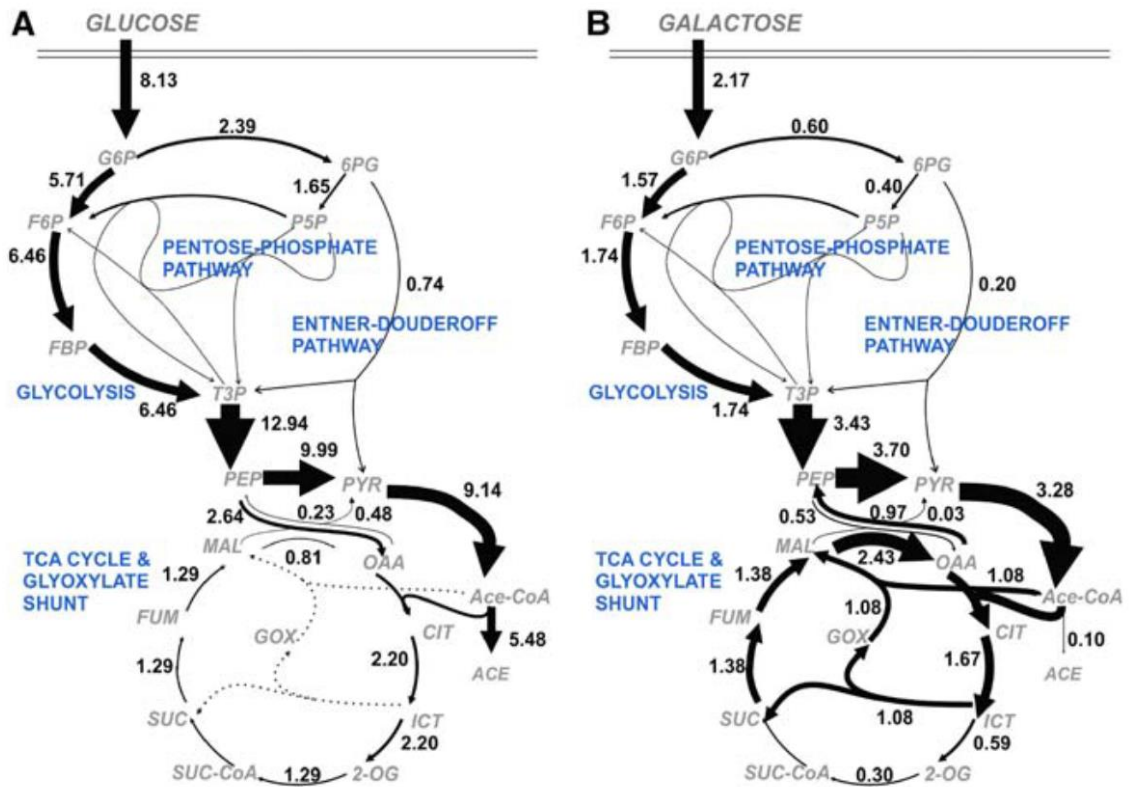 A
GLUCOSE
8.13
2.39
G6P
6PG
5.71
1.65
F6P
P5P
6.46
PENTOSE-PHOSPHATE
PATHWAY
0.74
ENTNER-DOUDEROFF
PATHWAY
FBP
GLYCOLYSIS
T3P
6.46
12.94
9.99
PEP
PYR
9.14
2.64
0.23
0.48
MAL
0.81
OAA
TCA CYCLE &
GLYOXYLATE
SHUNT
1.29
Ace-CoA
FUM
GOX
CIT
5.48
1.29
2.20
ACE
SUC
ICT
2.20
SUC-CoA
1.29
2-OG
B
GALACTOSE
2.17
0.60
G6P
6PG
1.57
0.40
F6P
P5P
1.74
PENTOSE-PHOSPHATE
PATHWAY
0.20
ENTNER-DOUDEROFF
PATHWAY
FBP
GLYCOLYSIS
T3P
1.74
3.43
3.70
PEP
PYR
3.28
0.53
0.97
0.03
MAL
2.43
OAA
TCA CYCLE &
GLYOXYLATE
SHUNT
1.38
1.08
Ace-CoA
FUM
1.08
GOX
CIT
0.10
1.38
1.67
ACE
SUC
1.08
ICT
0.59
SUC-CoA
0.30
2-OG